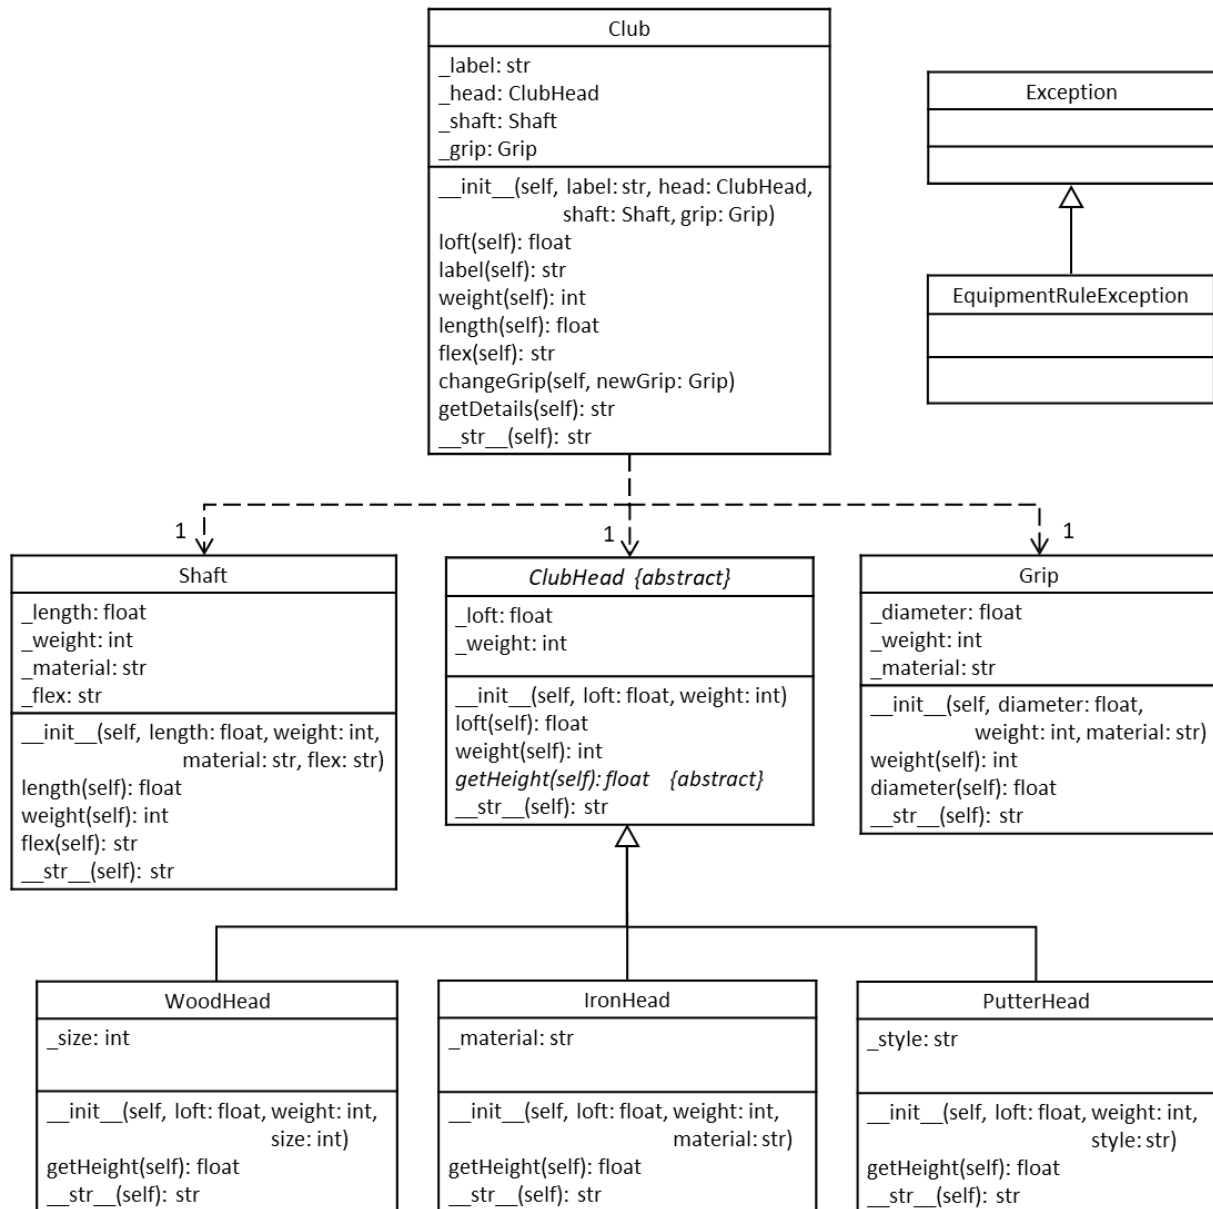 Club
_label: str
_head: ClubHead
_shaft: Shaft
_grip: Grip
__init__(self, label: str, head: ClubHead,
shaft: Shaft, grip: Grip)
loft(self): float
label(self): str
weight(self): int
length(self): float
flex(self): str
changeGrip(self, newGrip: Grip)
getDetails(self): str
__str__(self): str
Exception
EquipmentRuleException
1
1
1
Shaft
_length: float
_weight: int
_material: str
_flex: str
__init__(self, length: float, weight: int,
material: str, flex: str)
length(self): float
weight(self): int
flex(self): str
__str__(self): str
ClubHead {abstract}
_loft: float
_weight: int
__init__(self, loft: float, weight: int)
loft(self): float
weight(self): int
getHeight(self): float {abstract}
__str__(self): str
Grip
_diameter: float
_weight: int
_material: str
__init__(self, diameter: float,
weight: int, material: str)
weight(self): int
diameter(self): float
__str__(self): str
WoodHead
_size: int
__init__(self, loft: float, weight: int,
size: int)
getHeight(self): float
__str__(self): str
IronHead
_material: str
__init__(self, loft: float, weight: int,
material: str)
getHeight(self): float
__str__(self): str
PutterHead
_style: str
__init__(self, loft: float, weight: int,
style: str)
getHeight(self): float
__str__(self): str